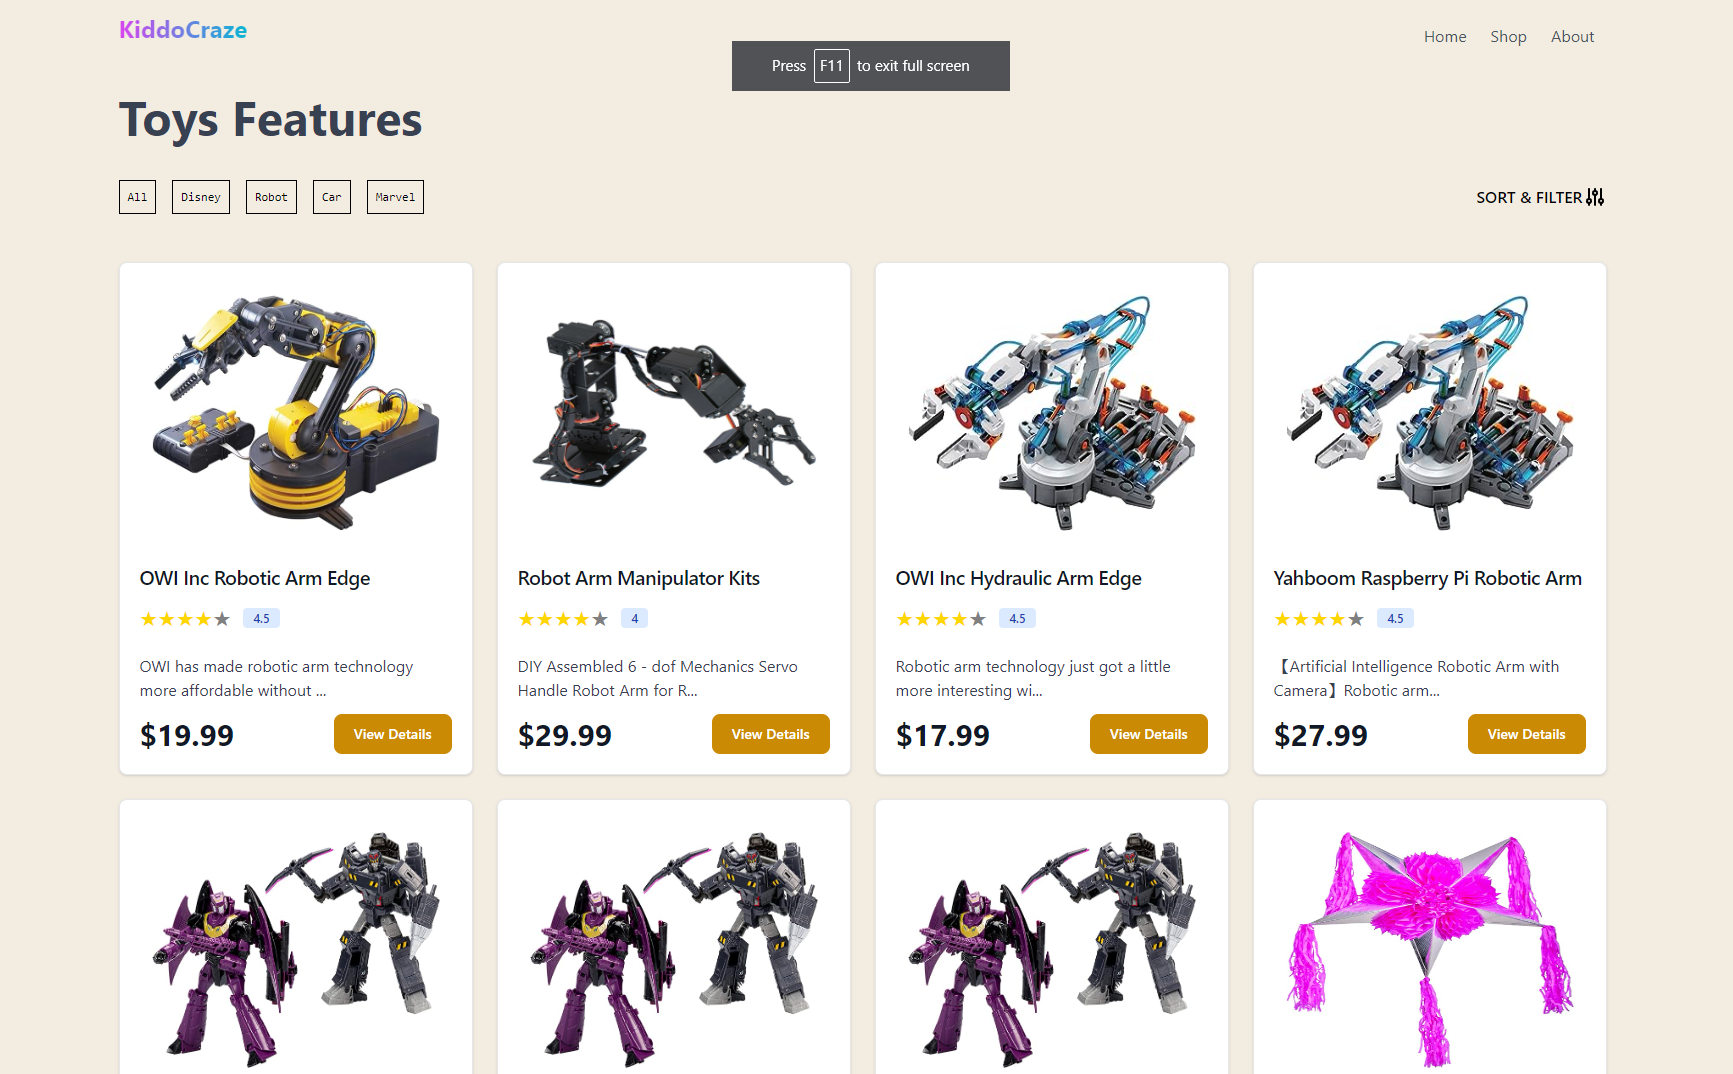 KiddoCraze
Home Shop About
Press F11 to exit full screen
Toys Features
All Disney Robot Car Marvel
SORT & FILTER
OWI Inc Robotic Arm Edge
4.5
OWI has made robotic arm technology
more affordable without ...
$19.99
View Details
Robot Arm Manipulator Kits
4
DIY Assembled 6 - dof Mechanics Servo
Handle Robot Arm for R...
$29.99
View Details
OWI Inc Hydraulic Arm Edge
4.5
Robotic arm technology just got a little
more interesting wi...
$17.99
View Details
Yahboom Raspberry Pi Robotic Arm
4.5
【Artificial Intelligence Robotic Arm with
Camera】Robotic arm...
$27.99
View Details